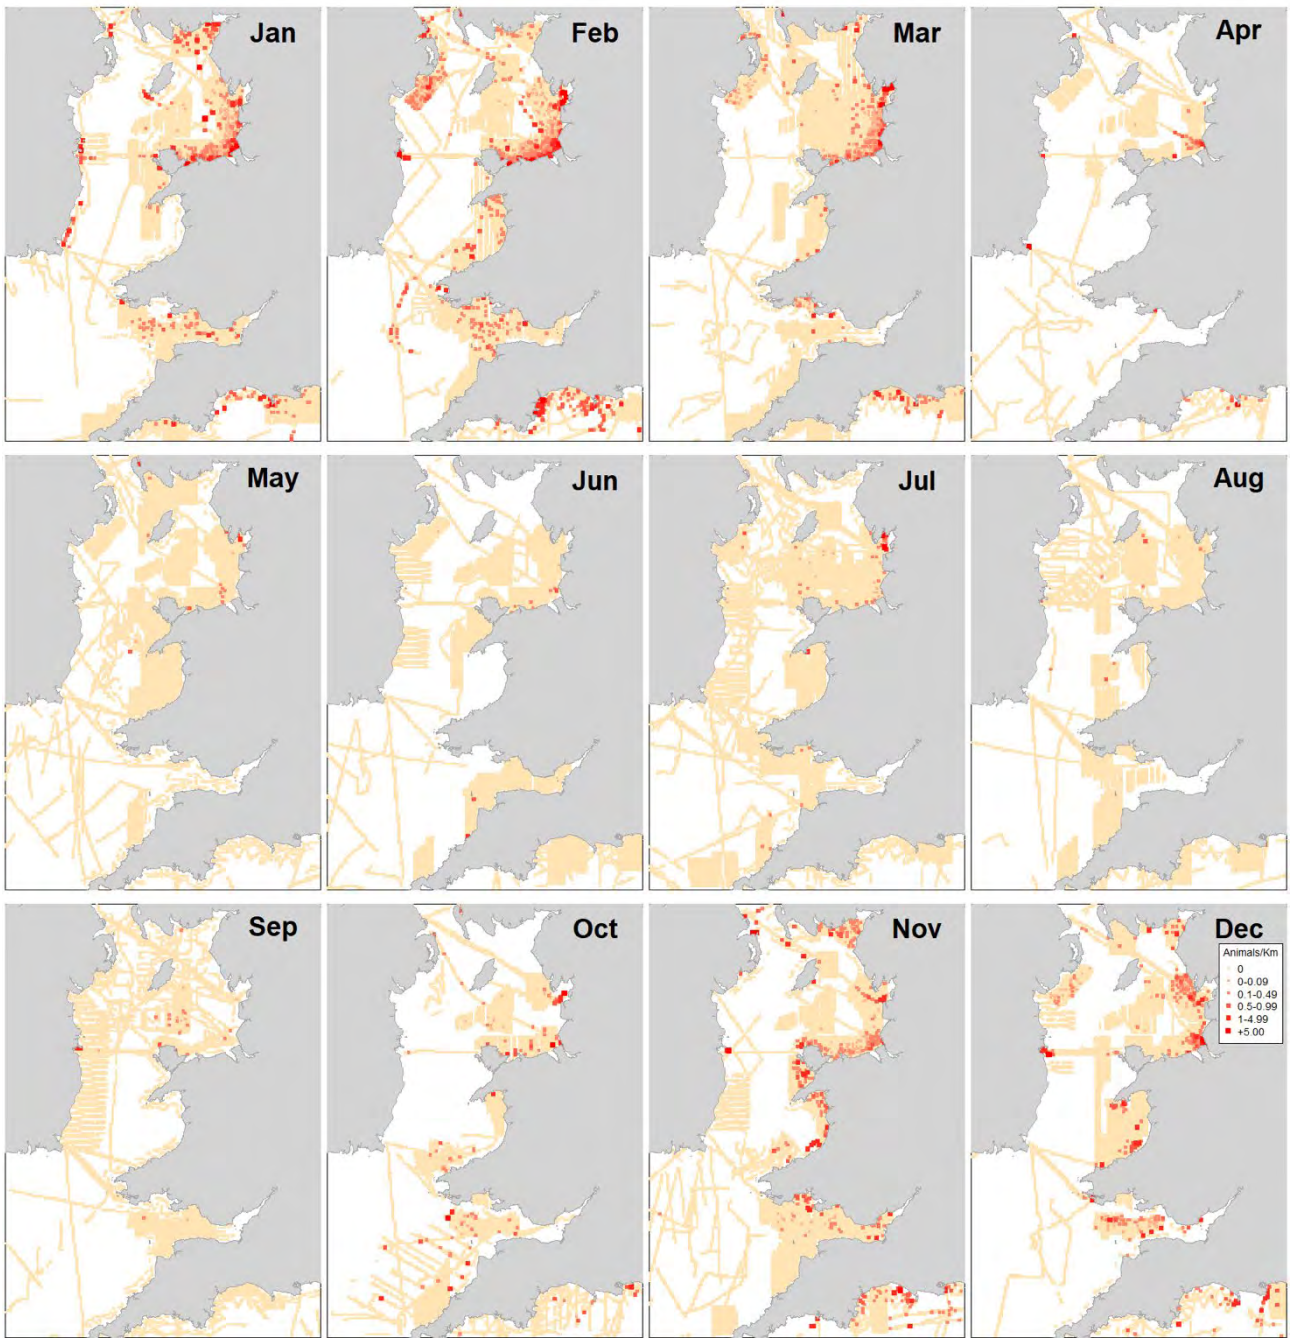 Jan
Feb
Mar
Apr
May
Jun
Jul
Aug
Sep
Oct
Nov
Dec
Animals/Km
0
0-0.09
0.1-0.49
0.5-0.99
1-4.99
+5.00